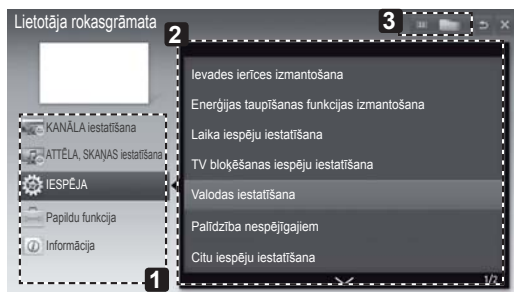 Lietotāja rokasgrāmata
3
2
KANĀLA iestatīšana
ATTĒLA, SKAŅAS iestatīšana
IESPĒJA
Papildu funkcija
Informācija
1
Ievades ierīces izmantošana
Enerģijas taupīšanas funkcijas izmantošana
Laika iespēju iestatīšana
TV bloķēšanas iespēju iestatīšana
Valodas iestatīšana
Palīdzība nespējīgajiem
Citu iespēju iestatīšana
1/2